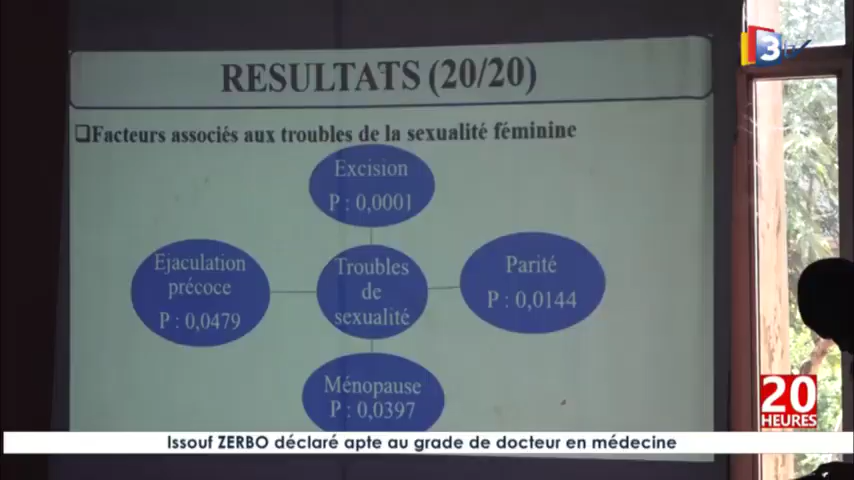 3tv
RESULTATS (20/20)
❑Facteurs associés aux troubles de la sexualité féminine
Excision
P : 0,0001
Ejaculation
précoce
P : 0,0479
Troubles
de
sexualité
Parité
P : 0,0144
Ménopause
P : 0,0397
20
HEURES
Issouf ZERBO déclaré apte au grade de docteur en médecine